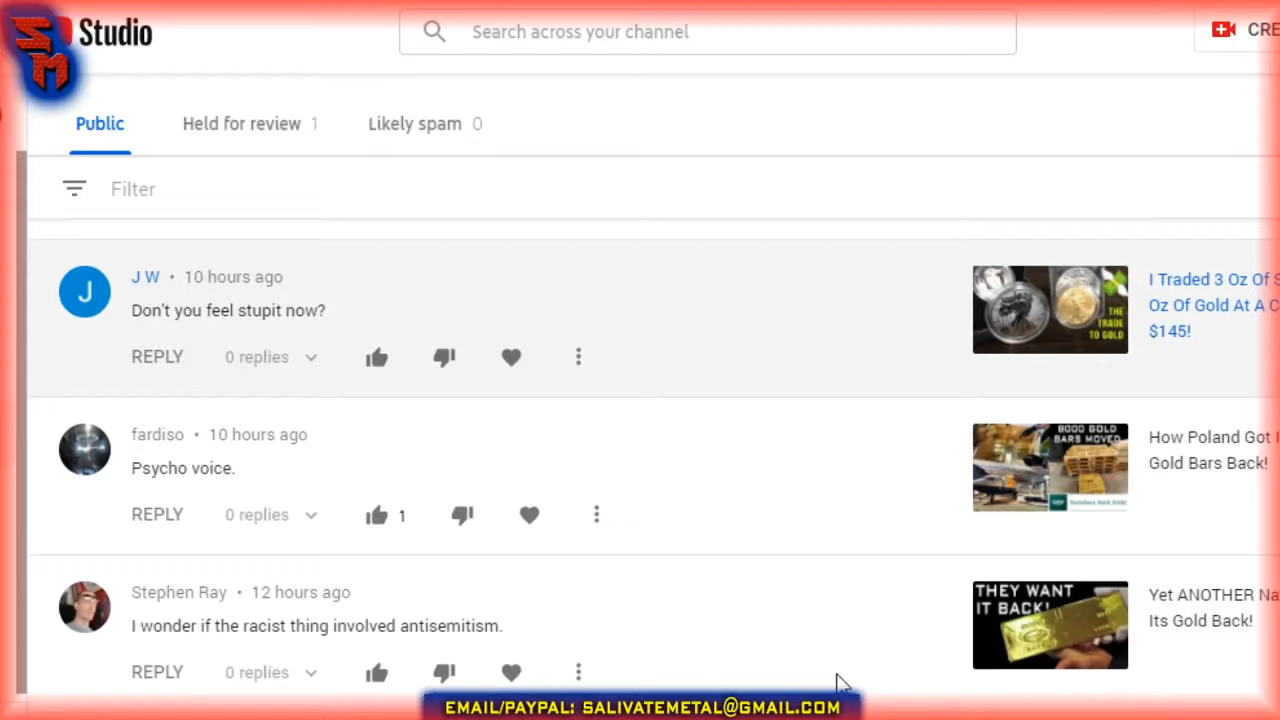 SM
Studio
Search across your channel
CRE
Public
Held for review 1
Likely spam 0
Filter
J
J W • 10 hours ago
Don't you feel stupit now?
REPLY
0 replies
THE
TRADE
TO GOLD
I Traded 3 Oz Of S
Oz Of Gold At A C
$145!
fardiso • 10 hours ago
Psycho voice.
REPLY
0 replies
1
8000 GOLD
BARS MOVED
How Poland Got I
Gold Bars Back!
Stephen Ray • 12 hours ago
I wonder if the racist thing involved antisemitism.
REPLY
0 replies
THEY WANT
IT BACK!
Yet ANOTHER Na
Its Gold Back!
EMAIL/PAYPAL: SALIVATEMETAL@GMAIL.COM